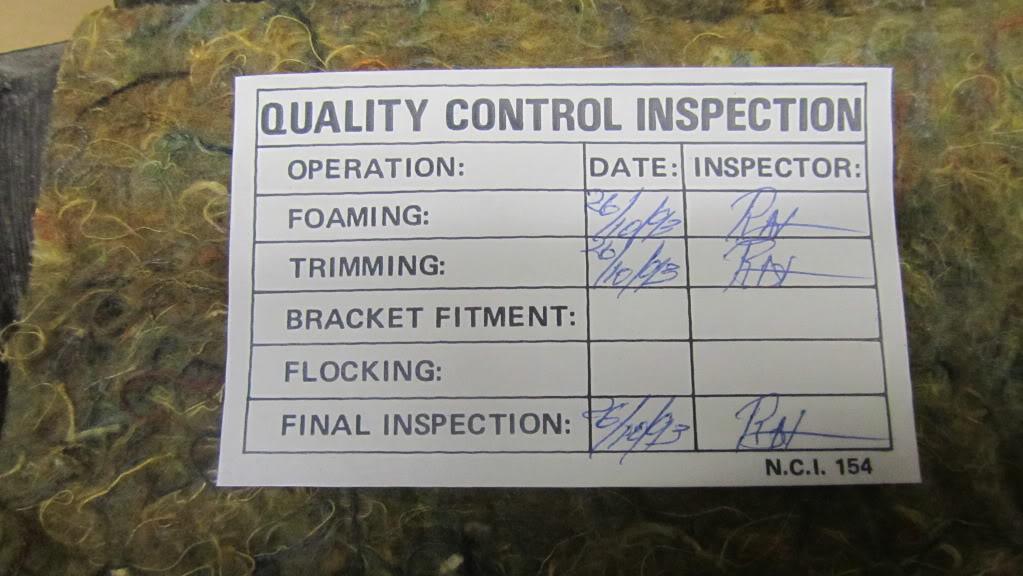 QUALITY CONTROL INSPECTION
OPERATION: DATE: INSPECTOR:
FOAMING: 26/10/93
TRIMMING: 26/10/93
BRACKET FITMENT:
FLOCKING:
FINAL INSPECTION: 26/10/93
N.C.I. 154